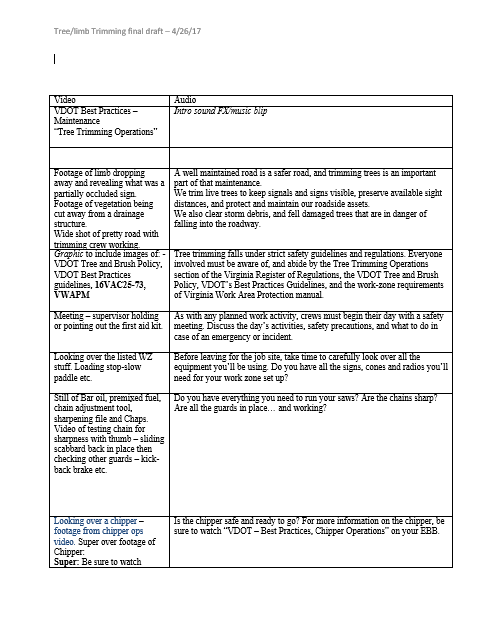 Tree/limb Trimming final draft – 4/26/17
Video
Audio
VDOT Best Practices –
Maintenance
"Tree Trimming Operations"
Intro sound FX/music blip
Footage of limb dropping
away and revealing what was a
partially occluded sign.
Footage of vegetation being
cut away from a drainage
structure.
Wide shot of pretty road with
trimming crew working.
A well maintained road is a safer road, and trimming trees is an important
part of that maintenance.
We trim live trees to keep signals and signs visible, preserve available sight
distances, and protect and maintain our roadside assets.
We also clear storm debris, and fell damaged trees that are in danger of
falling into the roadway.
Graphic to include images of: -
VDOT Tree and Brush Policy,
VDOT Best Practices
guidelines, 16VAC25-73,
VWAPM
Tree trimming falls under strict safety guidelines and regulations. Everyone
involved must be aware of, and abide by the Tree Trimming Operations
section of the Virginia Register of Regulations, the VDOT Tree and Brush
Policy, VDOT's Best Practices Guidelines, and the work-zone requirements
of Virginia Work Area Protection manual.
Meeting – supervisor holding
or pointing out the first aid kit.
As with any planned work activity, crews must begin their day with a safety
meeting. Discuss the day's activities, safety precautions, and what to do in
case of an emergency or incident.
Looking over the listed WZ
stuff. Loading stop-slow
paddle etc.
Before leaving for the job site, take time to carefully look over all the
equipment you'll be using. Do you have all the signs, cones and radios you'll
need for your work zone set up?
Still of Bar oil, premixed fuel,
chain adjustment tool,
sharpening file and Chaps.
Video of testing chain for
sharpness with thumb – sliding
scabbard back in place then
checking other guards – kick-
back brake etc.
Do you have everything you need to run your saws? Are the chains sharp?
Are all the guards in place… and working?
Looking over a chipper –
footage from chipper ops
video. Super over footage of
Chipper:
Super: Be sure to watch
Is the chipper safe and ready to go? For more information on the chipper, be
sure to watch "VDOT – Best Practices, Chipper Operations" on your EBB.